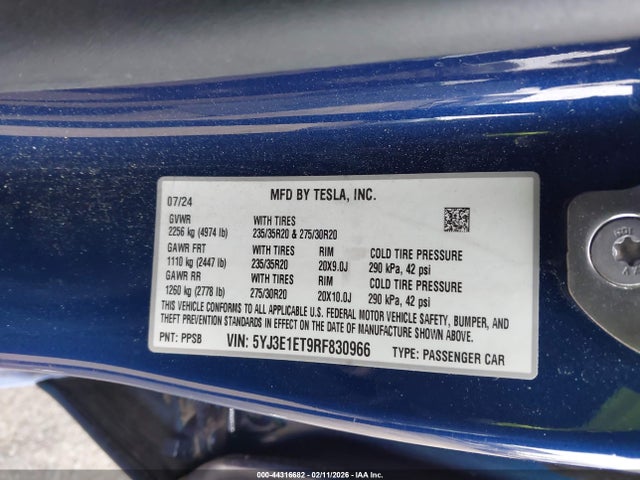 07/24 MFD BY TESLA, INC.
GVWR WITH TIRES
2256 kg (4974 lb) 235/35R20 & 275/30R20
GAWR FRT WITH TIRES RIM COLD TIRE PRESSURE
1110 kg (2447 lb) 235/35R20 20X9.0J 290 kPa, 42 psi
GAWR RR WITH TIRES RIM COLD TIRE PRESSURE
1260 kg (2778 lb) 275/30R20 20X10.0J 290 kPa, 42 psi
THIS VEHICLE CONFORMS TO ALL APPLICABLE U.S. FEDERAL MOTOR VEHICLE SAFETY, BUMPER, AND
THEFT PREVENTION STANDARDS IN EFFECT ON THE DATE OF MANUFACTURE SHOWN ABOVE.
PNT: PPSB VIN: 5YJ3E1ET9RF830966 TYPE: PASSENGER CAR
000-44316682 - 02/11/2026 - IAA Inc.